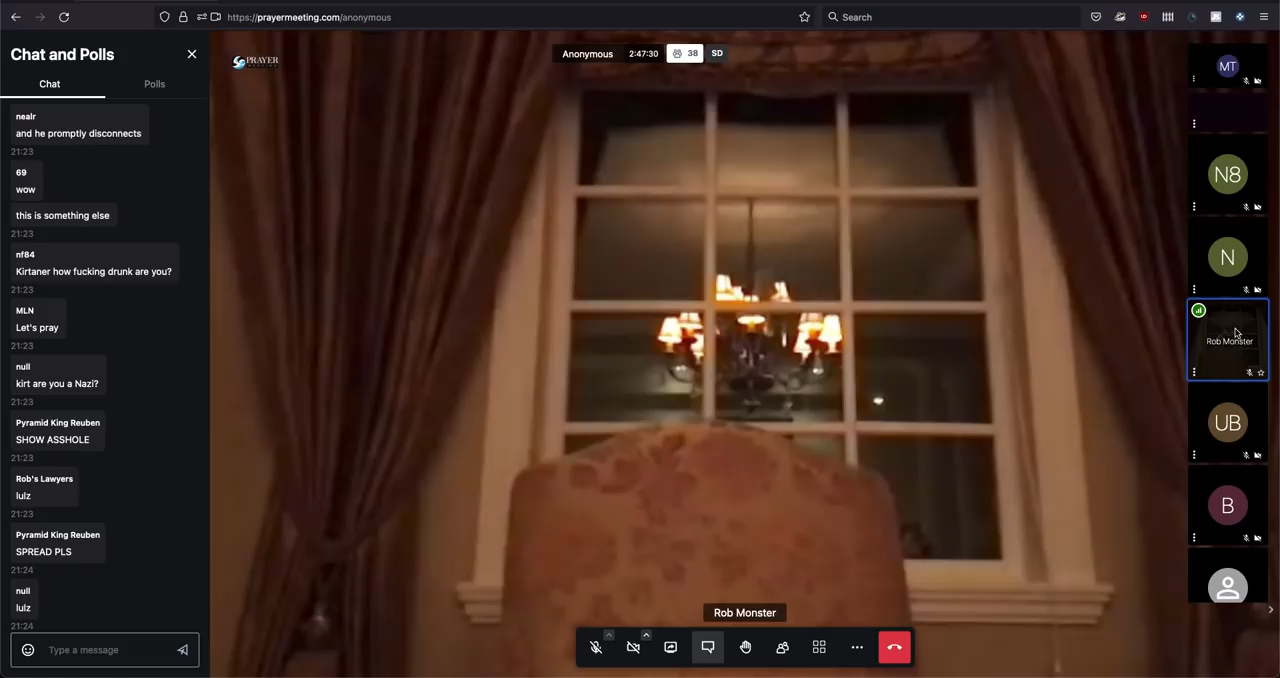 https://prayermeeting.com/anonymous
Search
Chat and Polls
Chat
Polls
nealr
and he promptly disconnects
21:23
69
wow
this is something else
21:23
nf84
Kirtaner how fucking drunk are you?
21:23
MLN
Let's pray
21:23
null
kirt are you a Nazi?
21:23
Pyramid King Reuben
SHOW ASSHOLE
21:23
Rob's Lawyers
lulz
21:23
Pyramid King Reuben
SPREAD PLS
21:24
null
lulz
21:24
Type a message
PRAYER
MEETING
Anonymous
2:47:30
38
SD
MT
N8
N
Rob Monster
UB
B
Rob Monster